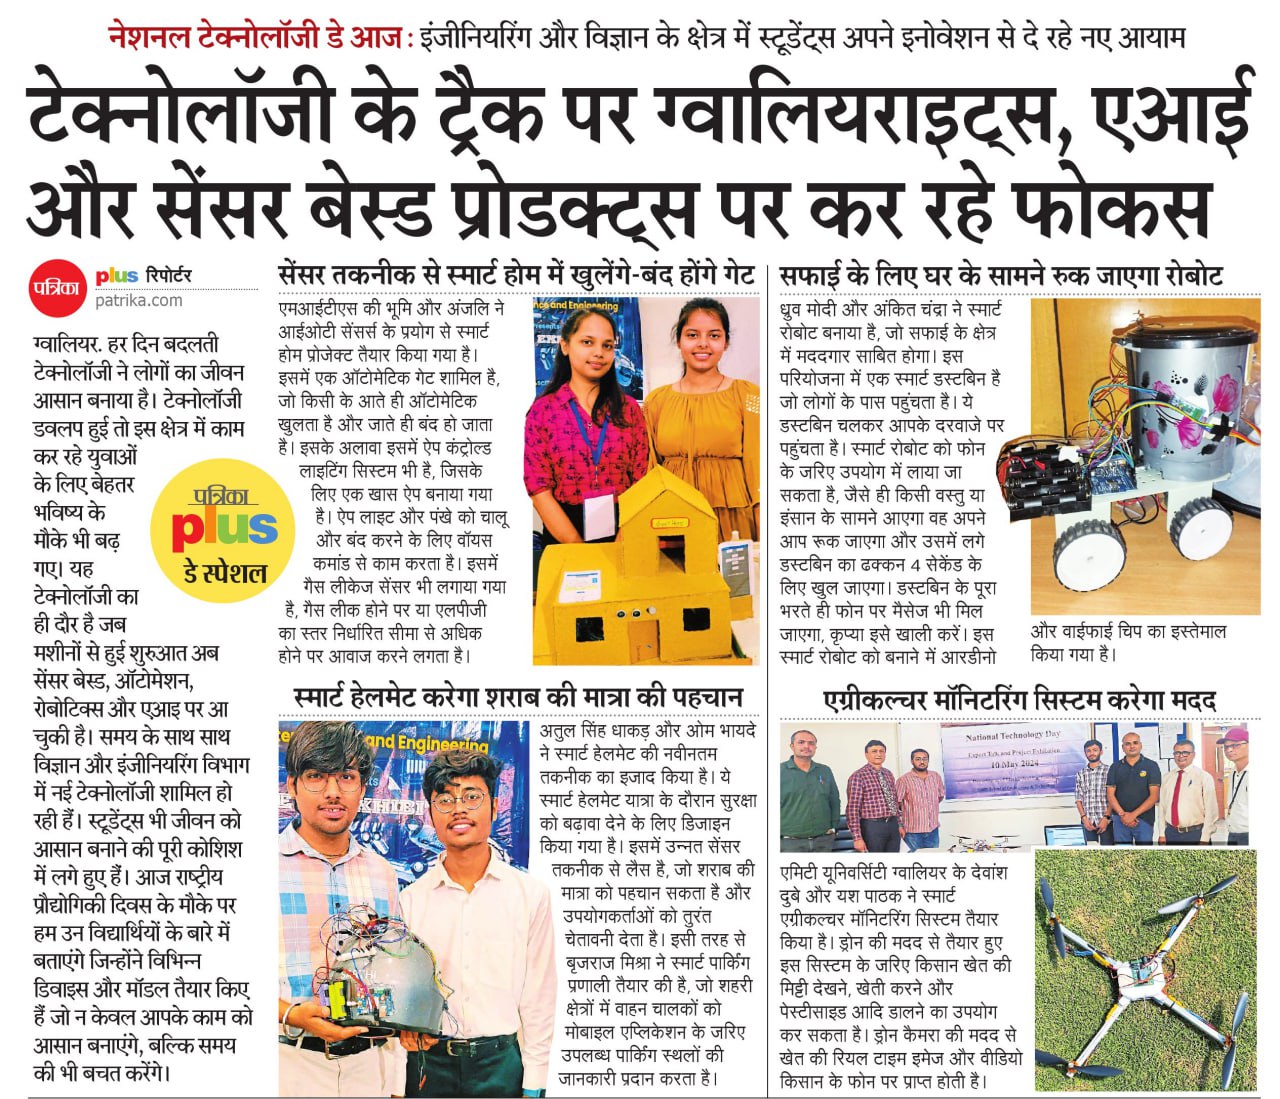 नेशनल टेक्नोलॉजी डे आज : इंजीनियरिंग और विज्ञान के क्षेत्र में स्टूडेंट्स अपने इनोवेशन से दे रहे नए आयाम
टेक्नोलॉजी के ट्रैक पर ग्वालियराइट्स, एआई
और सेंसर बेस्ड प्रोडक्ट्स पर कर रहे फोकस
पत्रिका plus रिपोर्टर
patrika.com
ग्वालियर. हर दिन बदलती
टेक्नोलॉजी ने लोगों का जीवन
आसान बनाया है। टेक्नोलॉजी
डवलप हुई तो इस क्षेत्र में काम
कर रहे युवाओं
के लिए बेहतर
भविष्य के
मौके भी बढ़
गए। यह
टेक्नोलॉजी का
ही दौर है जब
मशीनों से हुई शुरुआत अब
सेंसर बेस्ड, ऑटोमेशन,
रोबोटिक्स और एआइ पर आ
चुकी है। समय के साथ साथ
विज्ञान और इंजीनियरिंग विभाग
में नई टेक्नोलॉजी शामिल हो
रही हैं। स्टूडेंट्स भी जीवन को
आसान बनाने की पूरी कोशिश
में लगे हुए हैं। आज राष्ट्रीय
प्रौद्योगिकी दिवस के मौके पर
हम उन विद्यार्थियों के बारे में
बताएंगे जिन्होंने विभिन्न
डिवाइस और मॉडल तैयार किए
हैं जो न केवल आपके काम को
आसान बनाएंगे, बल्कि समय
की भी बचत करेंगे।
पत्रिका
plus
डे स्पेशल
सेंसर तकनीक से स्मार्ट होम में खुलेंगे-बंद होंगे गेट
एमआईटीएस की भूमि और अंजलि ने
आईओटी सेंसर्स के प्रयोग से स्मार्ट
होम प्रोजेक्ट तैयार किया गया है।
इसमें एक ऑटोमेटिक गेट शामिल है,
जो किसी के आते ही ऑटोमेटिक
खुलता है और जाते ही बंद हो जाता
है। इसके अलावा इसमें ऐप कंट्रोल्ड
लाइटिंग सिस्टम भी है, जिसके
लिए एक खास ऐप बनाया गया
है। ऐप लाइट और पंखे को चालू
और बंद करने के लिए वॉयस
कमांड से काम करता है। इसमें
गैस लीकेज सेंसर भी लगाया गया
है, गैस लीक होने पर या एलपीजी
का स्तर निर्धारित सीमा से अधिक
होने पर आवाज करने लगता है।
nce and Engineering
सफाई के लिए घर के सामने रुक जाएगा रोबोट
ध्रुव मोदी और अंकित चंद्रा ने स्मार्ट
रोबोट बनाया है, जो सफाई के क्षेत्र
में मददगार साबित होगा। इस
परियोजना में एक स्मार्ट डस्टबिन है
जो लोगों के पास पहुंचता है। ये
डस्टबिन चलकर आपके दरवाजे पर
पहुंचता है। स्मार्ट रोबोट को फोन
के जरिए उपयोग में लाया जा
सकता है, जैसे ही किसी वस्तु या
इंसान के सामने आएगा वह अपने
आप रूक जाएगा और उसमें लगे
डस्टबिन का ढक्कन 4 सेकेंड के
लिए खुल जाएगा। डस्टबिन के पूरा
भरते ही फोन पर मैसेज भी मिल
जाएगा, कृप्या इसे खाली करें। इस
स्मार्ट रोबोट को बनाने में आरडीनो
और वाईफाई चिप का इस्तेमाल
किया गया है।
स्मार्ट हेलमेट करेगा शराब की मात्रा की पहचान
and Engineering
अतुल सिंह धाकड़ और ओम भायदे
ने स्मार्ट हेलमेट की नवीनतम
तकनीक का इजाद किया है। ये
स्मार्ट हेलमेट यात्रा के दौरान सुरक्षा
को बढ़ावा देने के लिए डिजाइन
किया गया है। इसमें उन्नत सेंसर
तकनीक से लैस है, जो शराब की
मात्रा को पहचान सकता है और
उपयोगकर्ताओं को तुरंत
चेतावनी देता है। इसी तरह से
बृजराज मिश्रा ने स्मार्ट पार्किंग
प्रणाली तैयार की है, जो शहरी
क्षेत्रों में वाहन चालकों को
मोबाइल एप्लिकेशन के जरिए
उपलब्ध पार्किंग स्थलों की
जानकारी प्रदान करता है।
एग्रीकल्चर मॉनिटरिंग सिस्टम करेगा मदद
National Technology Day
Expert Talk and Project Exhibition
10 May 2024
एमिटी यूनिवर्सिटी ग्वालियर के देवांश
दुबे और यश पाठक ने स्मार्ट
एग्रीकल्चर मॉनिटरिंग सिस्टम तैयार
किया है। ड्रोन की मदद से तैयार हुए
इस सिस्टम के जरिए किसान खेत की
मिट्टी देखने, खेती करने और
पेस्टीसाइड आदि डालने का उपयोग
कर सकता है। ड्रोन कैमरा की मदद से
खेत की रियल टाइम इमेज और वीडियो
किसान के फोन पर प्राप्त होती है।